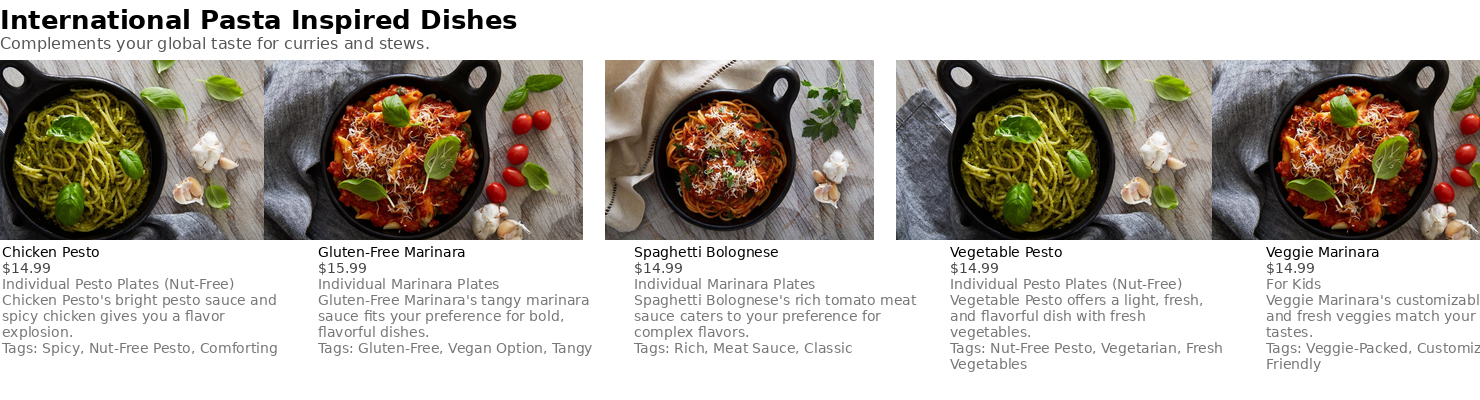 International Pasta Inspired Dishes
Complements your global taste for curries and stews.
Chicken Pesto
$14.99
Individual Pesto Plates (Nut-Free)
Chicken Pesto's bright pesto sauce and
spicy chicken gives you a flavor
explosion.
Tags: Spicy, Nut-Free Pesto, Comforting
Gluten-Free Marinara
$15.99
Individual Marinara Plates
Gluten-Free Marinara's tangy marinara
sauce fits your preference for bold,
flavorful dishes.
Tags: Gluten-Free, Vegan Option, Tangy
Spaghetti Bolognese
$14.99
Individual Marinara Plates
Spaghetti Bolognese's rich tomato meat
sauce caters to your preference for
complex flavors.
Tags: Rich, Meat Sauce, Classic
Vegetable Pesto
$14.99
Individual Pesto Plates (Nut-Free)
Vegetable Pesto offers a light, fresh,
and flavorful dish with fresh
vegetables.
Tags: Nut-Free Pesto, Vegetarian, Fresh
Vegetables
Veggie Marinara
$14.99
For Kids
Veggie Marinara's
and fresh veggies match your
tastes.
Tags: Veggie-Packed,
Friendly